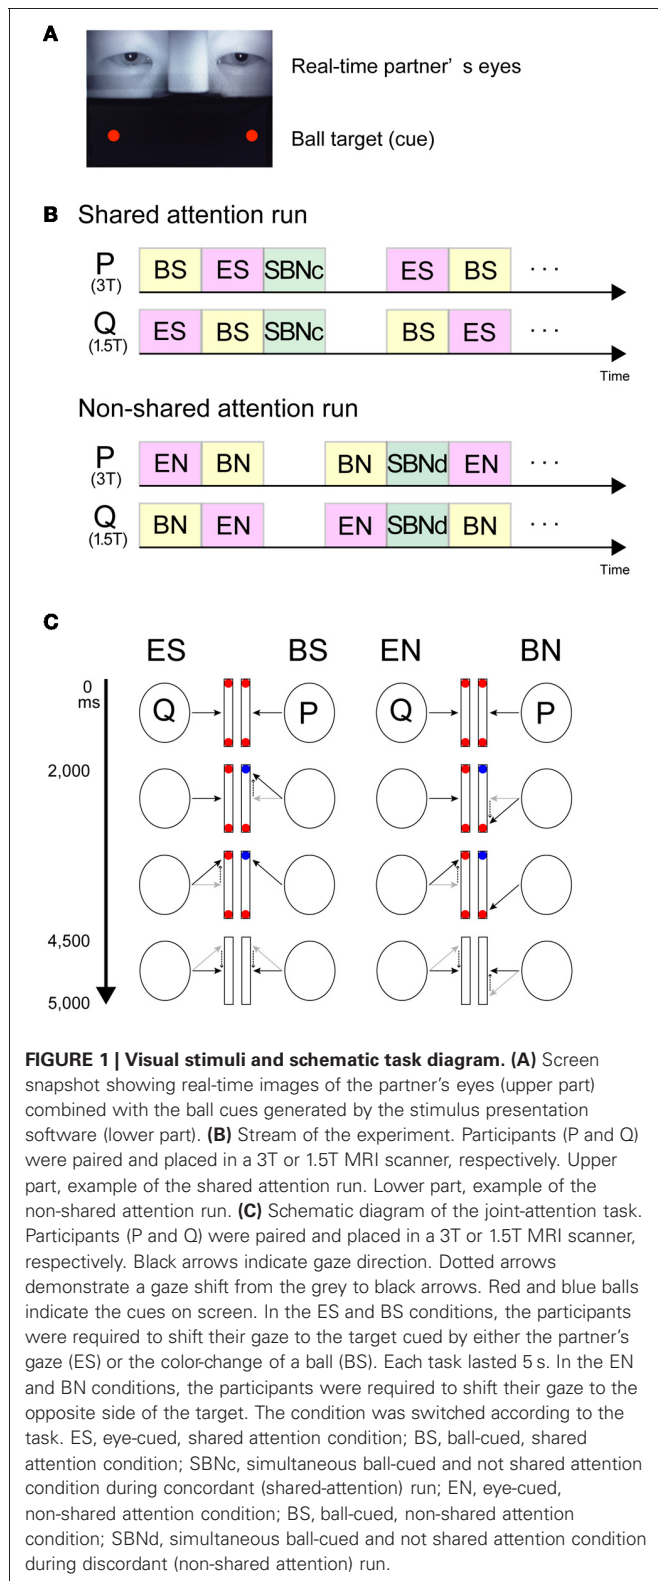 A
Real-time partner' s eyes
Ball target (cue)
B
Shared attention run
P
(3T)
BS ES SBNc ES BS ···
Q
(1.5T)
ES BS SBNc BS ES ···
Time
Non-shared attention run
P
(3T)
EN BN BN SBNd EN ···
Q
(1.5T)
BN EN EN SBNd BN ···
Time
C
ES BS EN BN
0
ms
Q P Q P
2,000
4,500
5,000
FIGURE 1 | Visual stimuli and schematic task diagram. (A) Screen
snapshot showing real-time images of the partner's eyes (upper part)
combined with the ball cues generated by the stimulus presentation
software (lower part). (B) Stream of the experiment. Participants (P and Q)
were paired and placed in a 3T or 1.5T MRI scanner, respectively. Upper
part, example of the shared attention run. Lower part, example of the
non-shared attention run. (C) Schematic diagram of the joint-attention task.
Participants (P and Q) were paired and placed in a 3T or 1.5T MRI scanner,
respectively. Black arrows indicate gaze direction. Dotted arrows
demonstrate a gaze shift from the grey to black arrows. Red and blue balls
indicate the cues on screen. In the ES and BS conditions, the participants
were required to shift their gaze to the target cued by either the partner's
gaze (ES) or the color-change of a ball (BS). Each task lasted 5 s. In the EN
and BN conditions, the participants were required to shift their gaze to the
opposite side of the target. The condition was switched according to the
task. ES, eye-cued, shared attention condition; BS, ball-cued, shared
attention condition; SBNc, simultaneous ball-cued and not shared attention
condition during concordant (shared-attention) run; EN, eye-cued,
non-shared attention condition; BS, ball-cued, non-shared attention
condition; SBNd, simultaneous ball-cued and not shared attention condition
during discordant (non-shared attention) run.